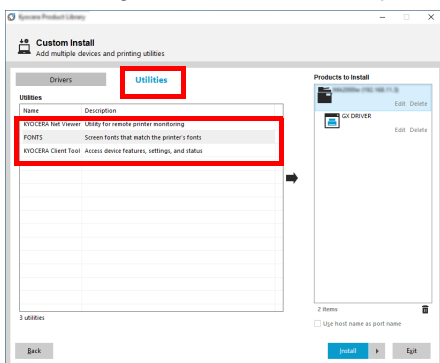 Kyocera Product Library
Custom Install
Add multiple devices and printing utilities
Drivers
Utilities
Utilities
Name Description
KYOCERA Net Viewer Utility for remote printer monitoring
FONTS Screen fonts that match the printer's fonts
KYOCERA Client Tool Access device features, settings, and status
3 utilities
Products to Install
Edit Delete
GX DRIVER
Edit Delete
2 items
Use host name as port name
Back
Install
Exit